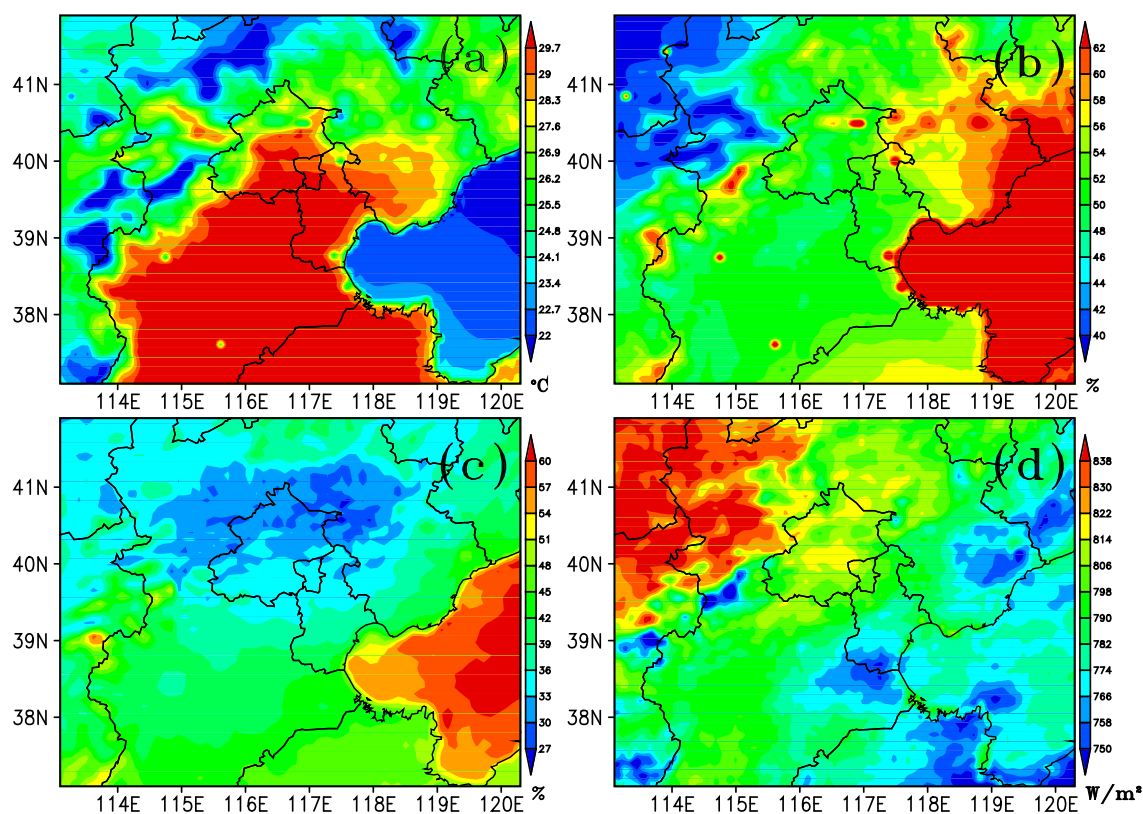 (a)
41N
40N
39N
38N
114E 115E 116E 117E 118E 119E 120E
29.7
29
28.3
27.6
26.9
26.2
25.5
24.8
24.1
23.4
22.7
22
°C
(b)
41N
40N
39N
38N
114E 115E 116E 117E 118E 119E 120E
62
60
58
56
54
52
50
48
46
44
42
40
%
(c)
41N
40N
39N
38N
114E 115E 116E 117E 118E 119E 120E
60
57
54
51
48
45
42
39
36
33
30
27
%
(d)
41N
40N
39N
38N
114E 115E 116E 117E 118E 119E 120E
838
830
822
814
806
798
790
782
774
766
758
750
W/m²